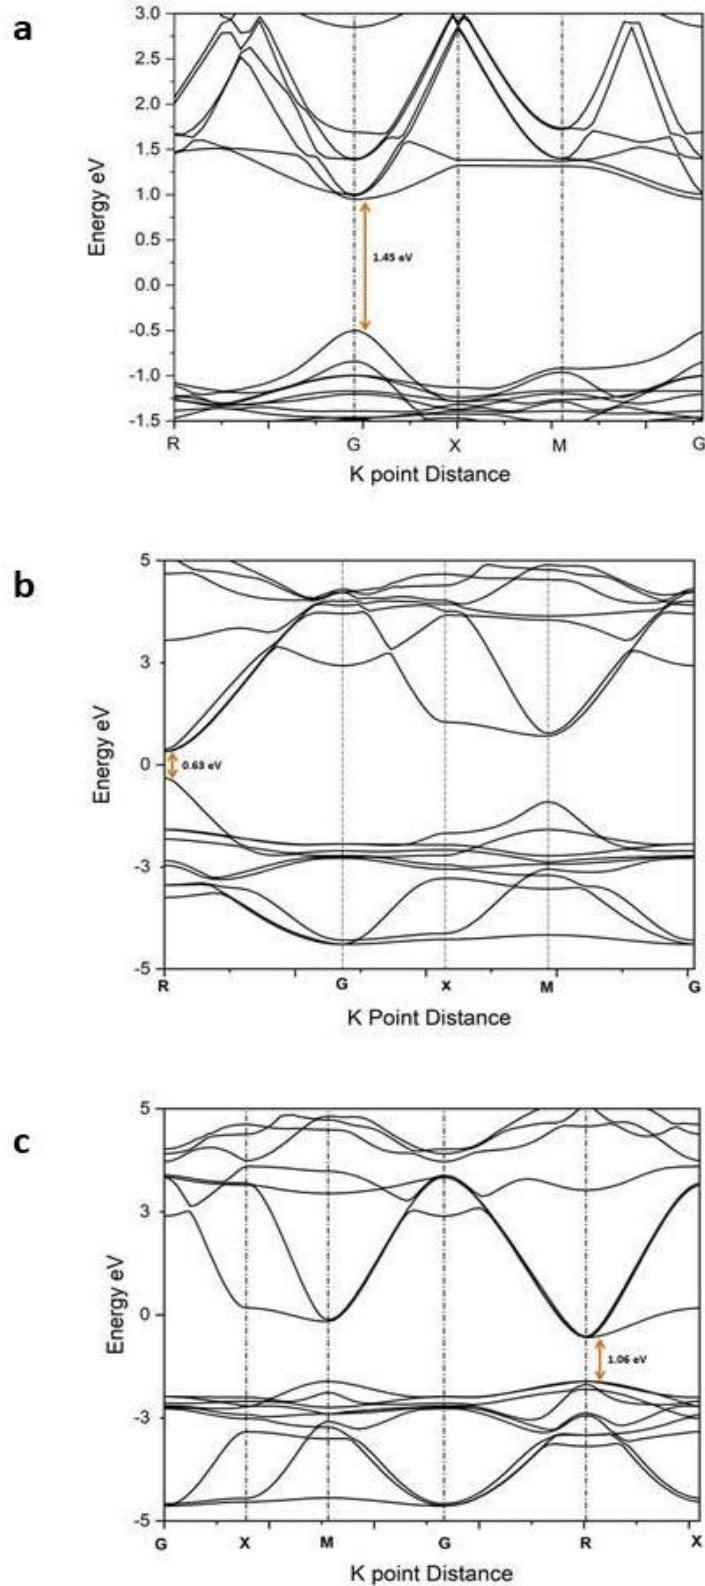 a
Energy eV
3.0
2.5
2.0
1.5
1.0
0.5
0.0
-0.5
-1.0
-1.5
1.45 eV
R G X M G
K point Distance
b
Energy eV
5
3
0
-3
-5
0.63 eV
R G x M G
K Point Distance
c
Energy eV
5
3
0
-3
-5
1.06 eV
G X M G R X
K point Distance